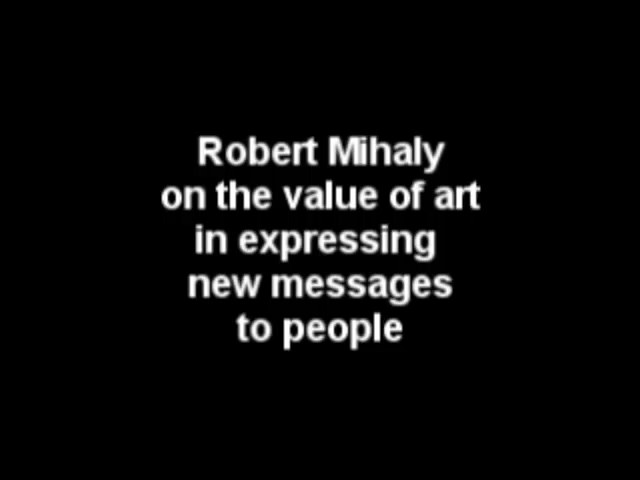 Robert Mihaly
on the value of art
in expressing
new messages
to people